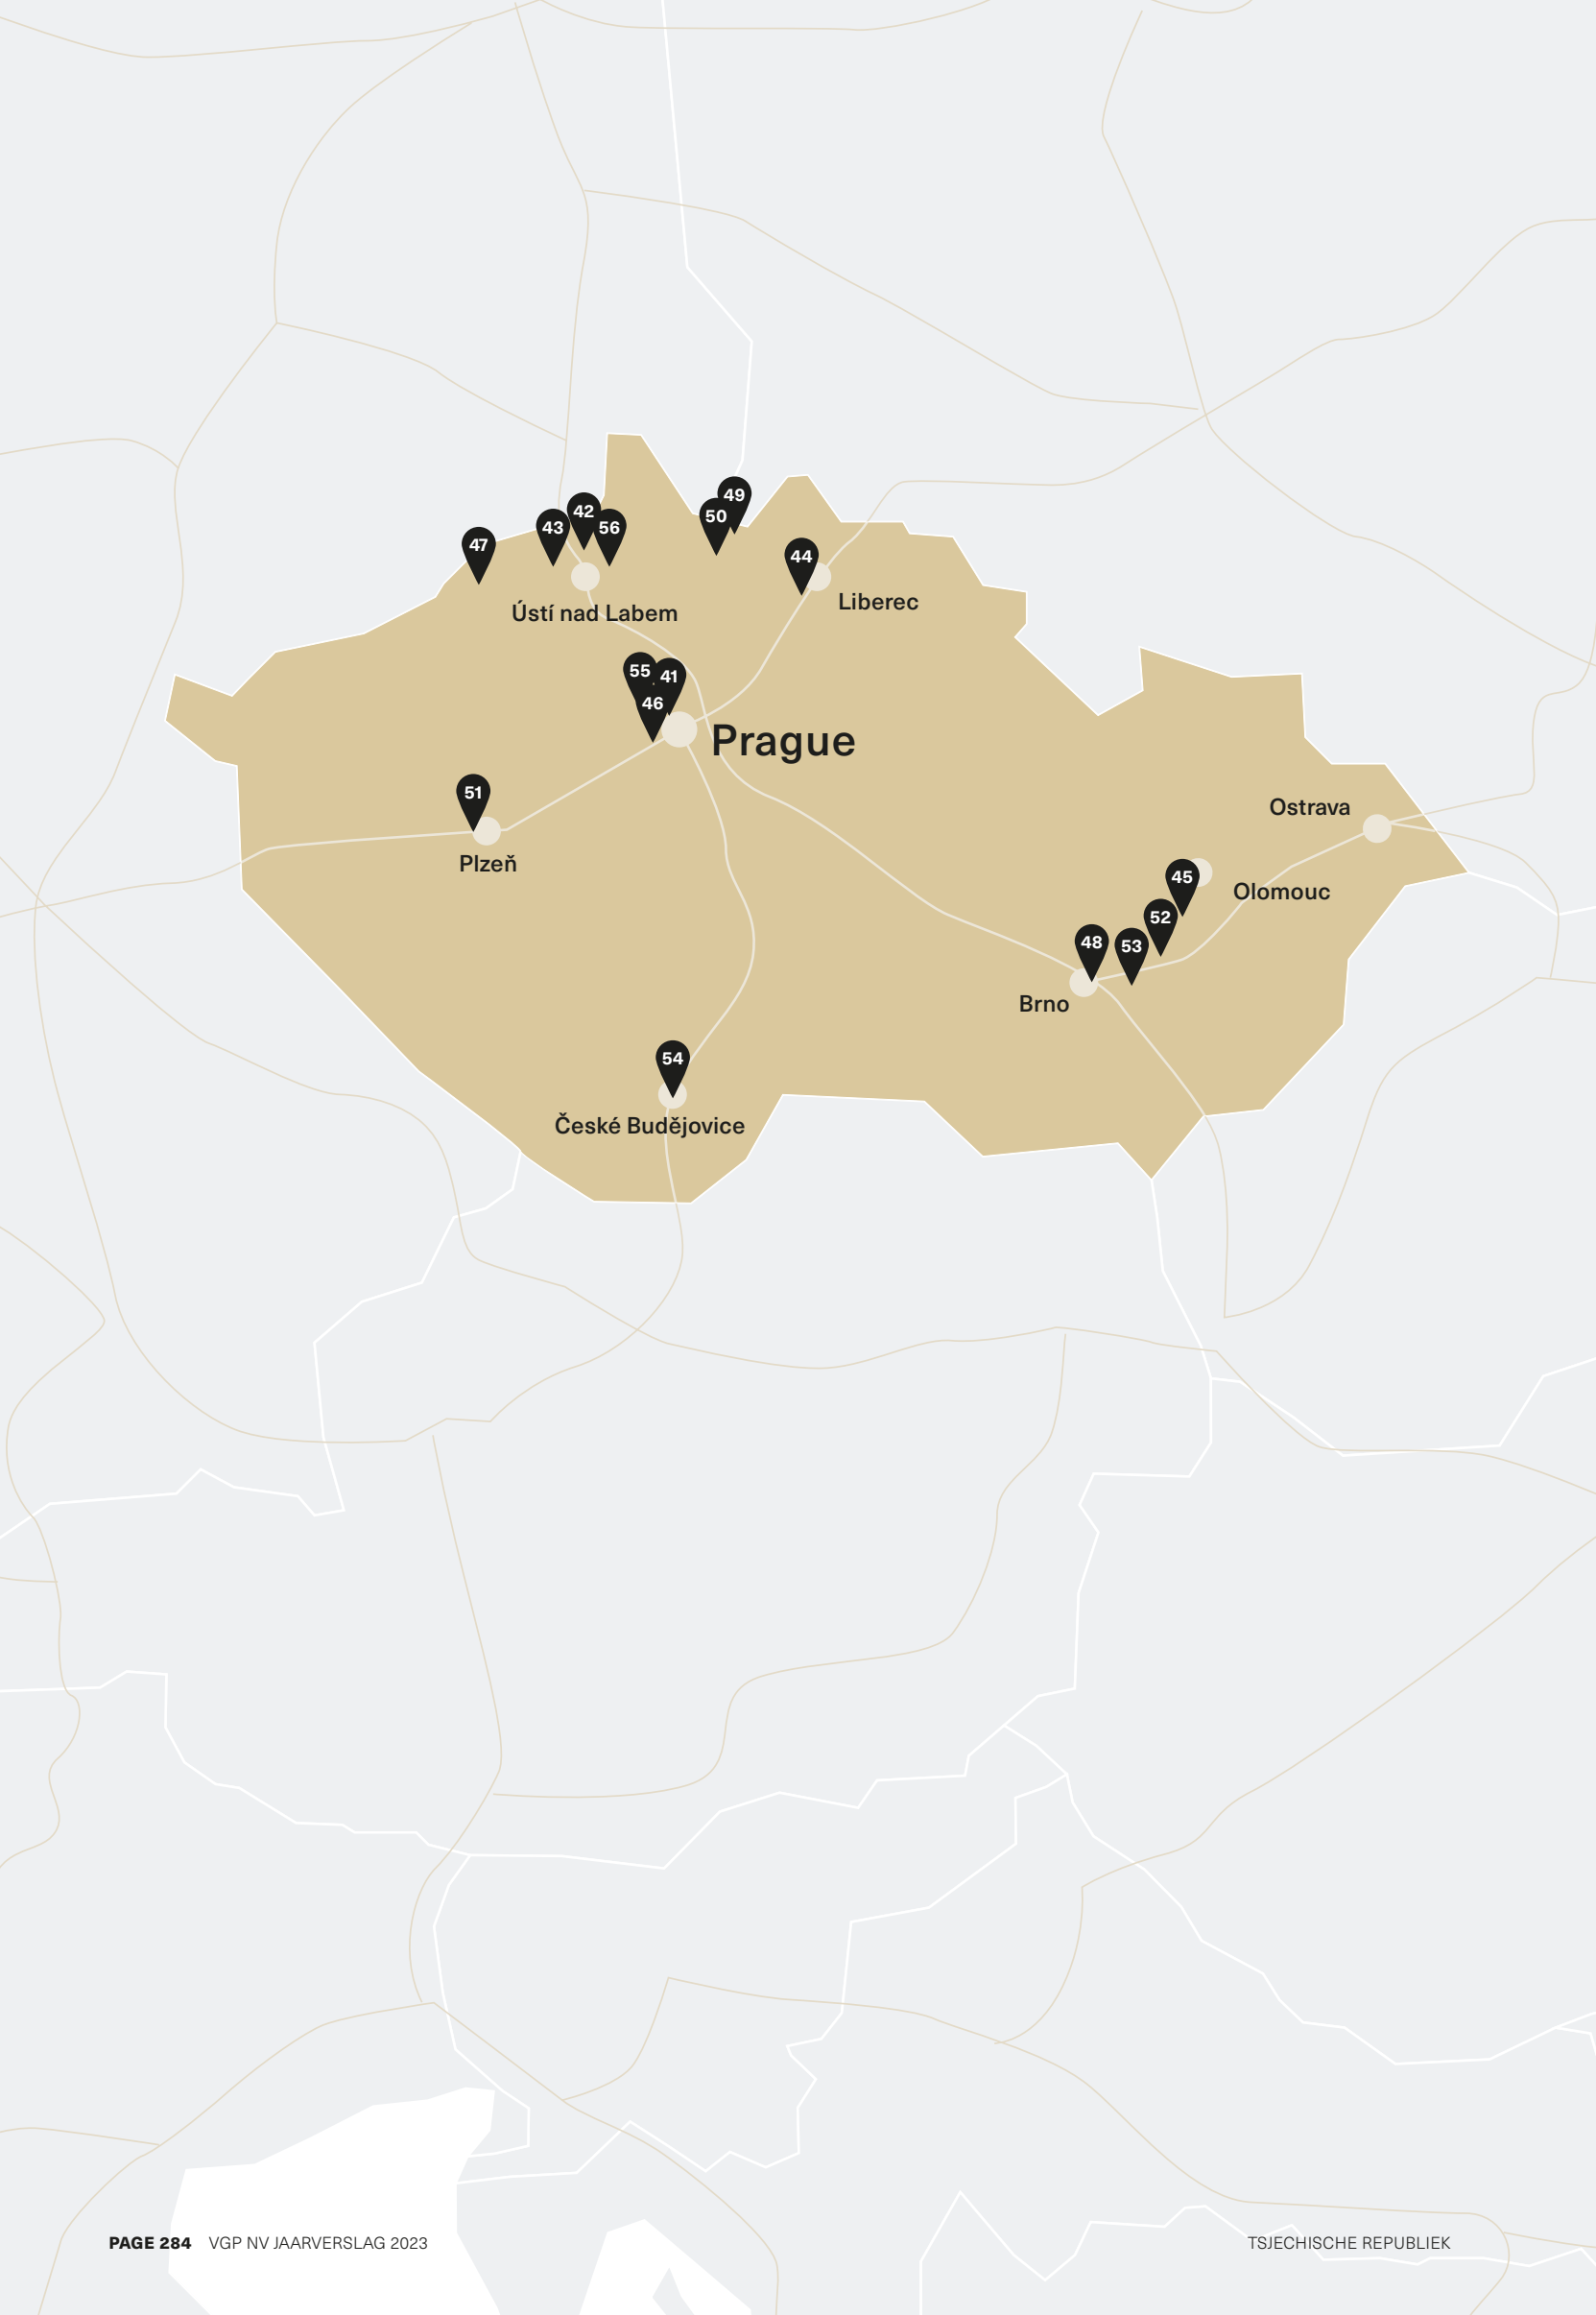 49
42
50
43
56
47
44
Liberec
Ústí nad Labem
55
41
46
Prague
51
Ostrava
Plzeň
45
Olomouc
52
48
53
Brno
54
České Budějovice
PAGE 284 VGP NV JAARVERSLAG 2023
TSJECHISCHE REPUBLIEK